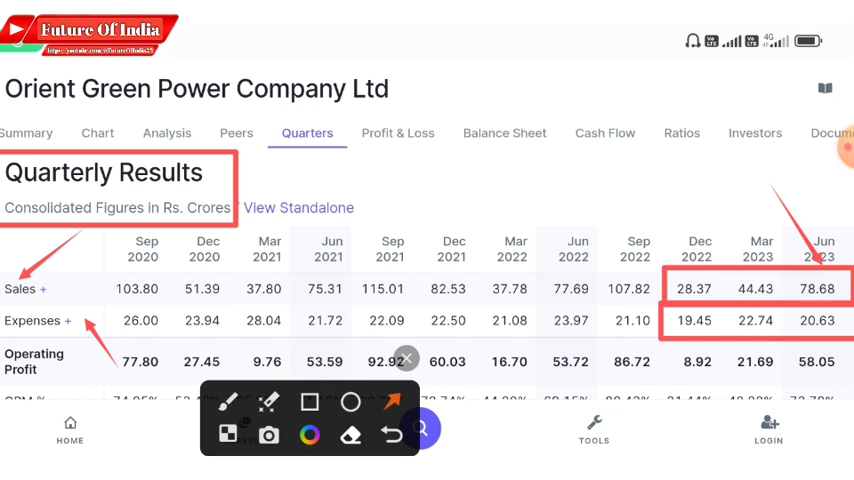 Future Of India
Vo LTE Vo LTE 4G
Orient Green Power Company Ltd
Summary Chart Analysis Peers Quarters Profit & Loss Balance Sheet Cash Flow Ratios Investors
Quarterly Results
Consolidated Figures in Rs. Crores / View Standalone
Sep Dec Mar Jun Sep Dec Mar Jun Sep Dec Mar Jun
2020 2020 2021 2021 2021 2021 2022 2022 2022 2022 2023 2023
Sales + 103.80 51.39 37.80 75.31 115.01 82.53 37.78 77.69 107.82 28.37 44.43 78.68
Expenses + 26.00 23.94 28.04 21.72 22.09 22.50 21.08 23.97 21.10 19.45 22.74 20.63
Operating
Profit 77.80 27.45 9.76 53.59 92.92 60.03 16.70 53.72 86.72 8.92 21.69 58.05
HOME TOOLS LOGIN